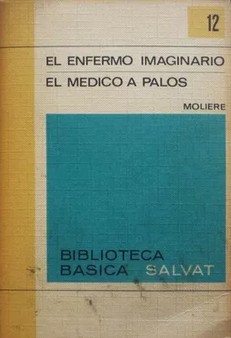 12
EL ENFERMO IMAGINARIO
EL MEDICO A PALOS
MOLIERE
BIBLIOTECA
BASICA SALVAT